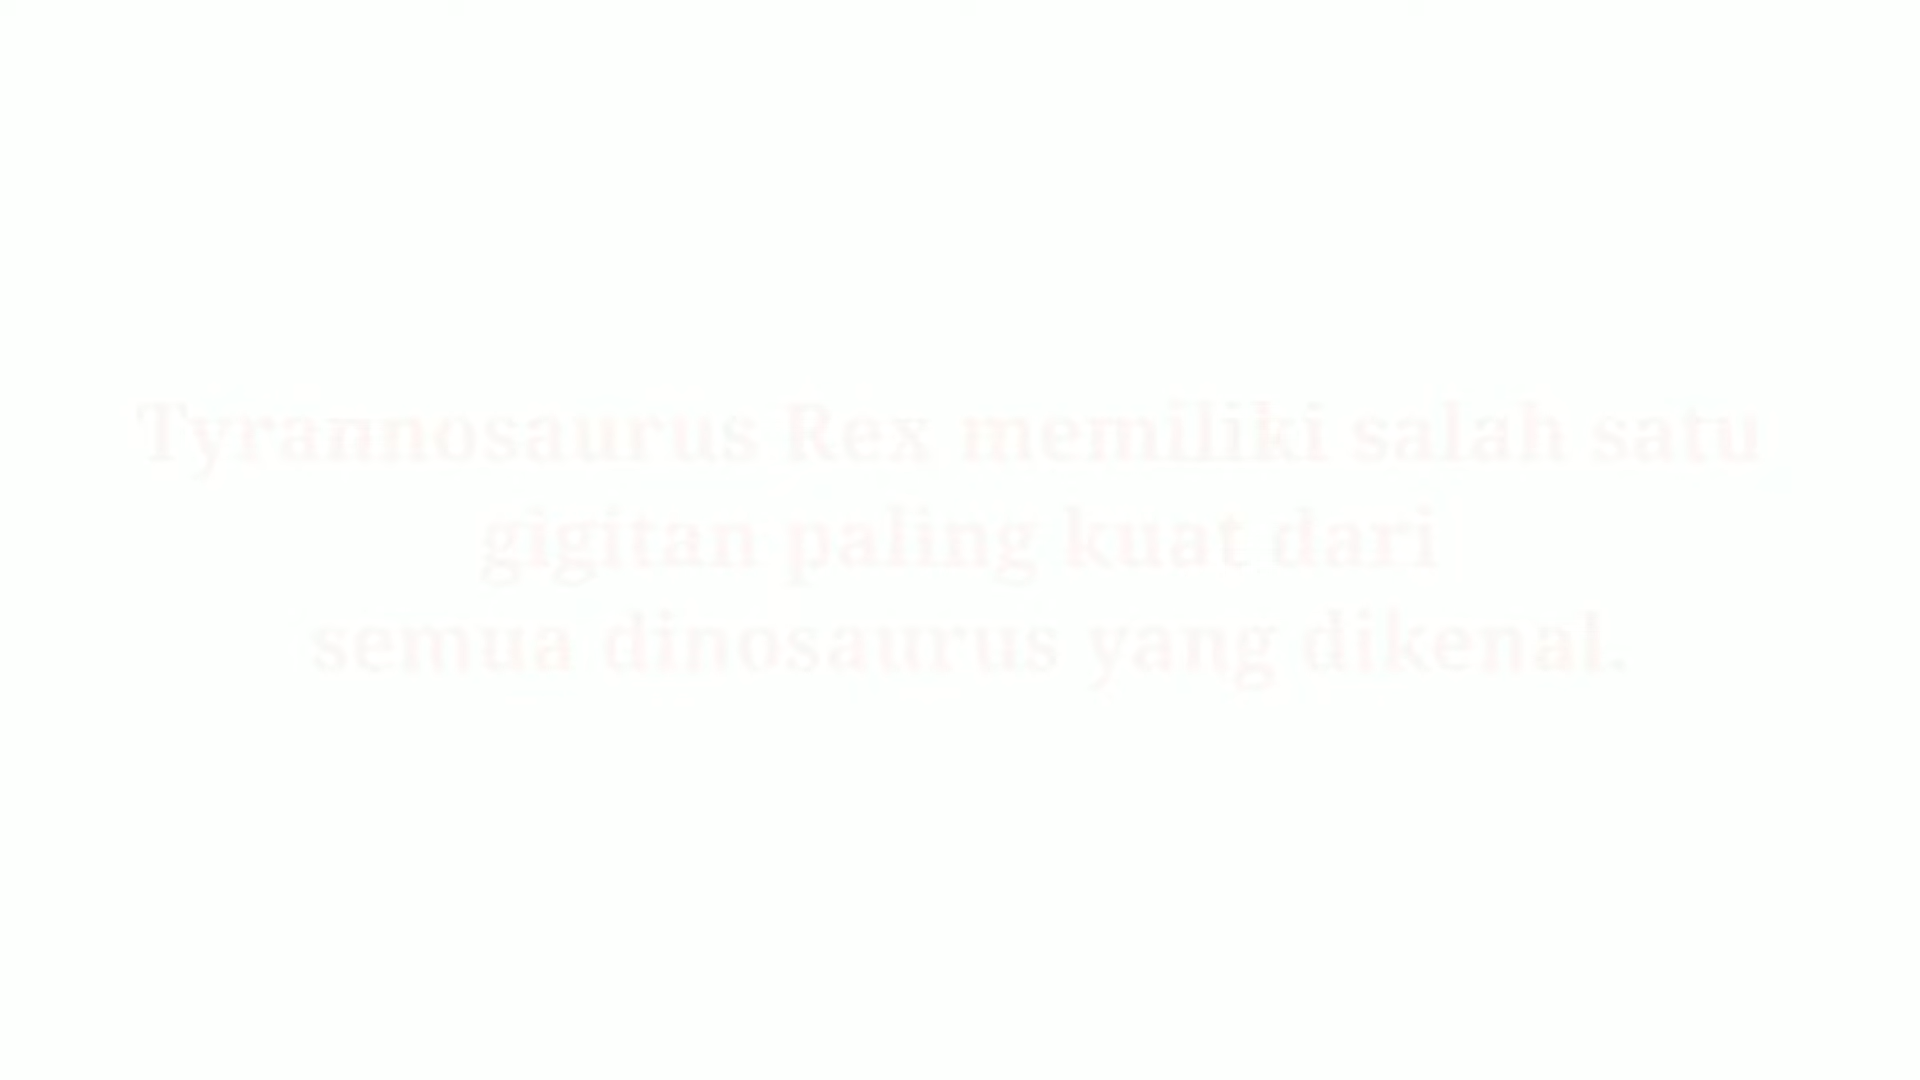 Tyrannosaurus Rex memiliki salah satu
gigitan paling kuat dari
semua dinosaurus yang dikenal.